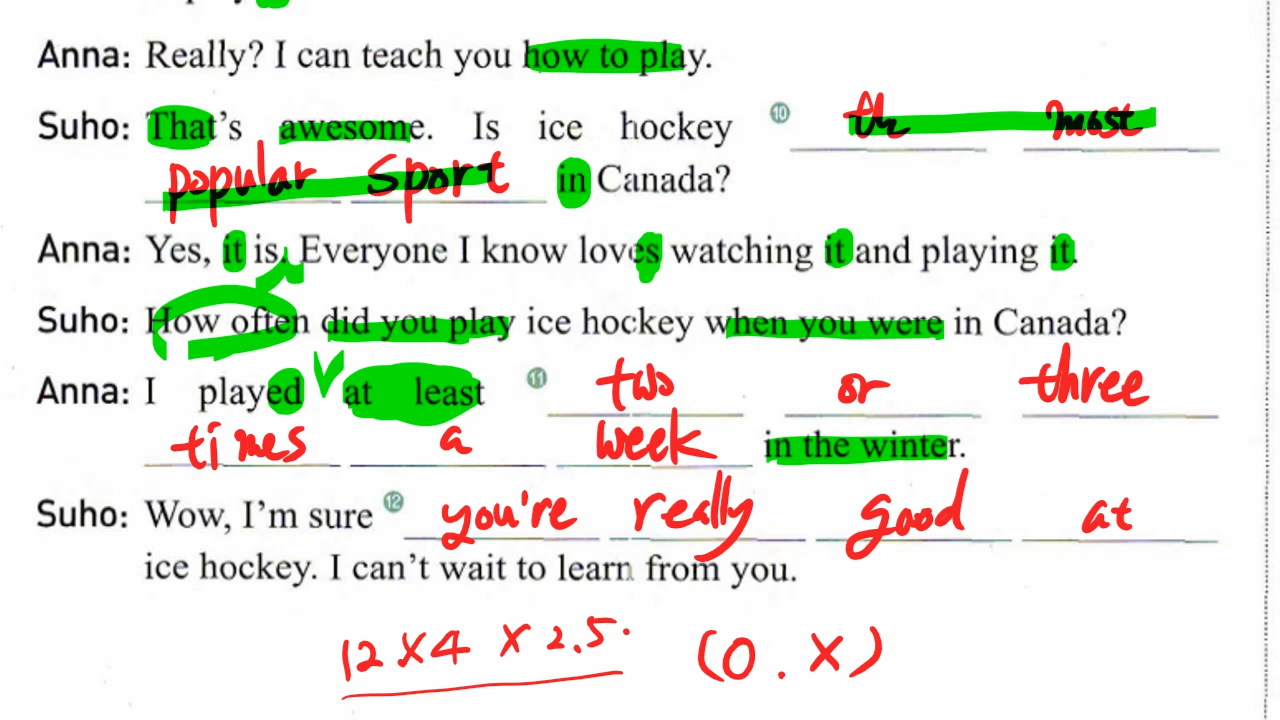 Anna: Really? I can teach you how to play.
Suho: That's awesome. Is ice hockey ⑩ the most
popular sport in Canada?
Anna: Yes, it is. Everyone I know loves watching it and playing it.
Suho: How often did you play ice hockey when you were in Canada?
Anna: I played at least ⑪ two or three
times a week in the winter.
Suho: Wow, I'm sure ⑫ you're really good at
ice hockey. I can't wait to learn from you.
12 × 4 × 2.5. (O . X)